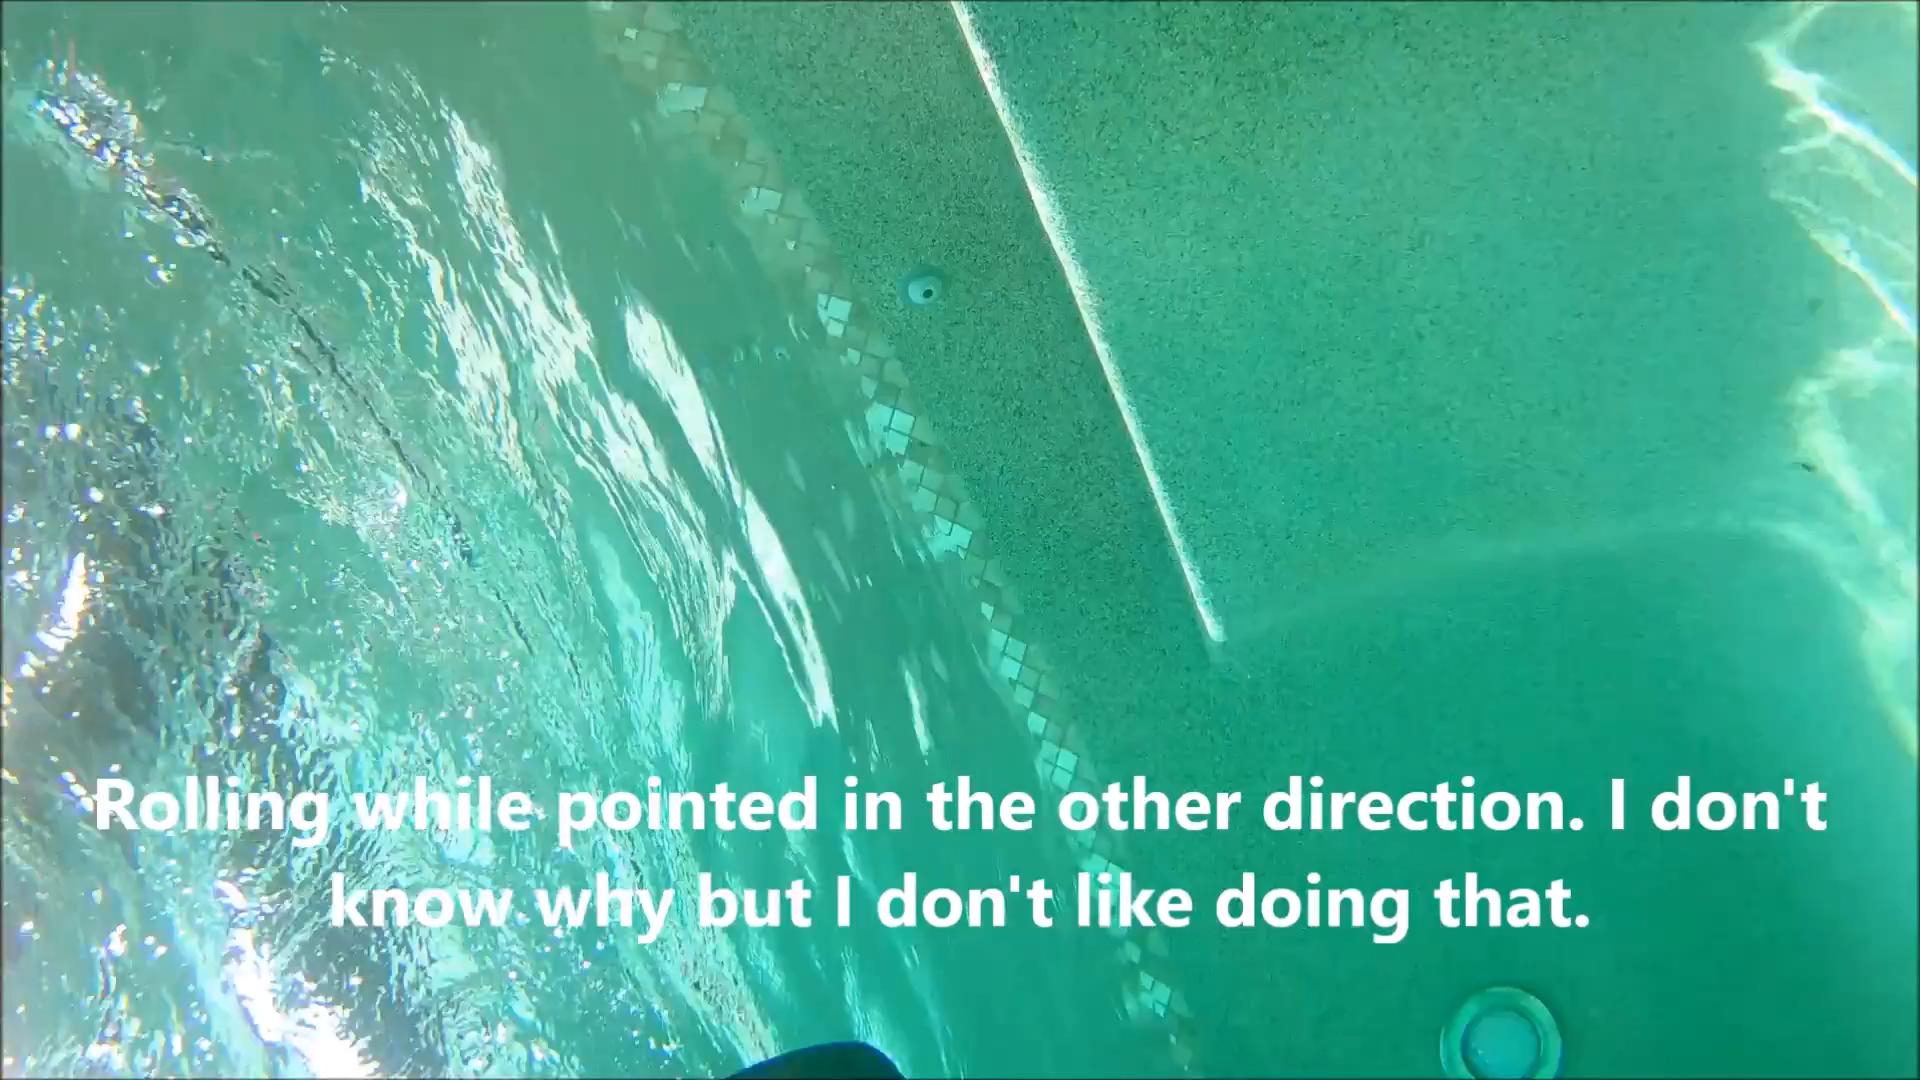 Rolling while pointed in the other direction. I don't
know why but I don't like doing that.